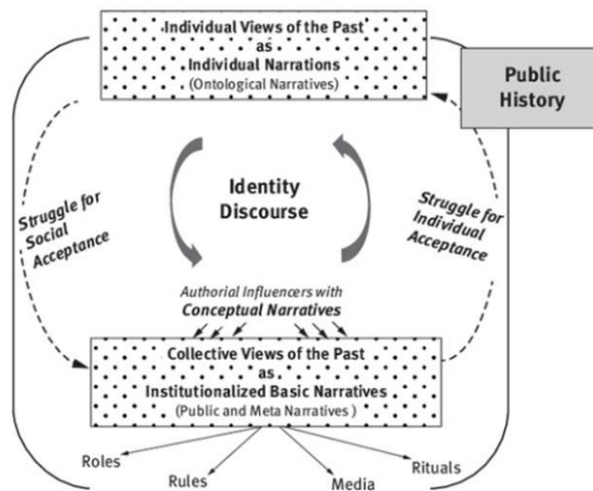 Individual Views of the Past
as
Individual Narrations
(Ontological Narratives)
Public
History
Struggle for
Social
Acceptance
Identity
Discourse
Struggle for
Individual
Acceptance
Authorial Influencers with
Conceptual Narratives
Collective Views of the Past
as
Institutionalized Basic Narratives
(Public and Meta Narratives )
Roles
Rules
Media
Rituals